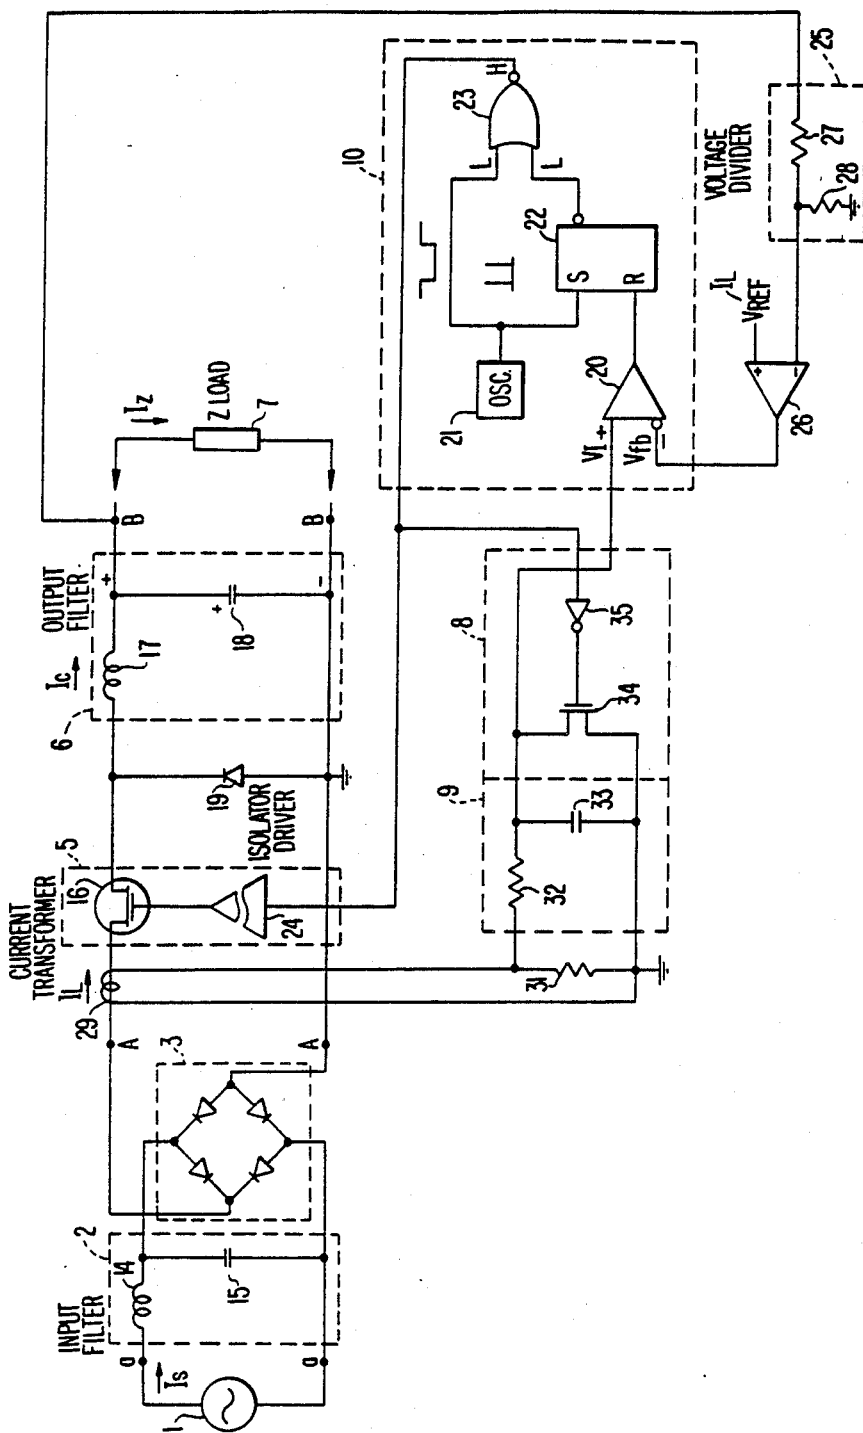 1
a
a
Is
INPUT
FILTER
2
14
15
3
A
A
29
IL
CURRENT
TRANSFORMER
5
16
24
ISOLATOR
DRIVER
19
6
Ic
17
OUTPUT
FILTER
+
-
+
18
B
B
Iz
Z LOAD
7
31
32
9
33
8
34
35
10
21
OSC.
S
R
22
L
L
23
H
20
VI +
Vfb -
26
+
-
IL
VREF
VOLTAGE
DIVIDER
25
27
28